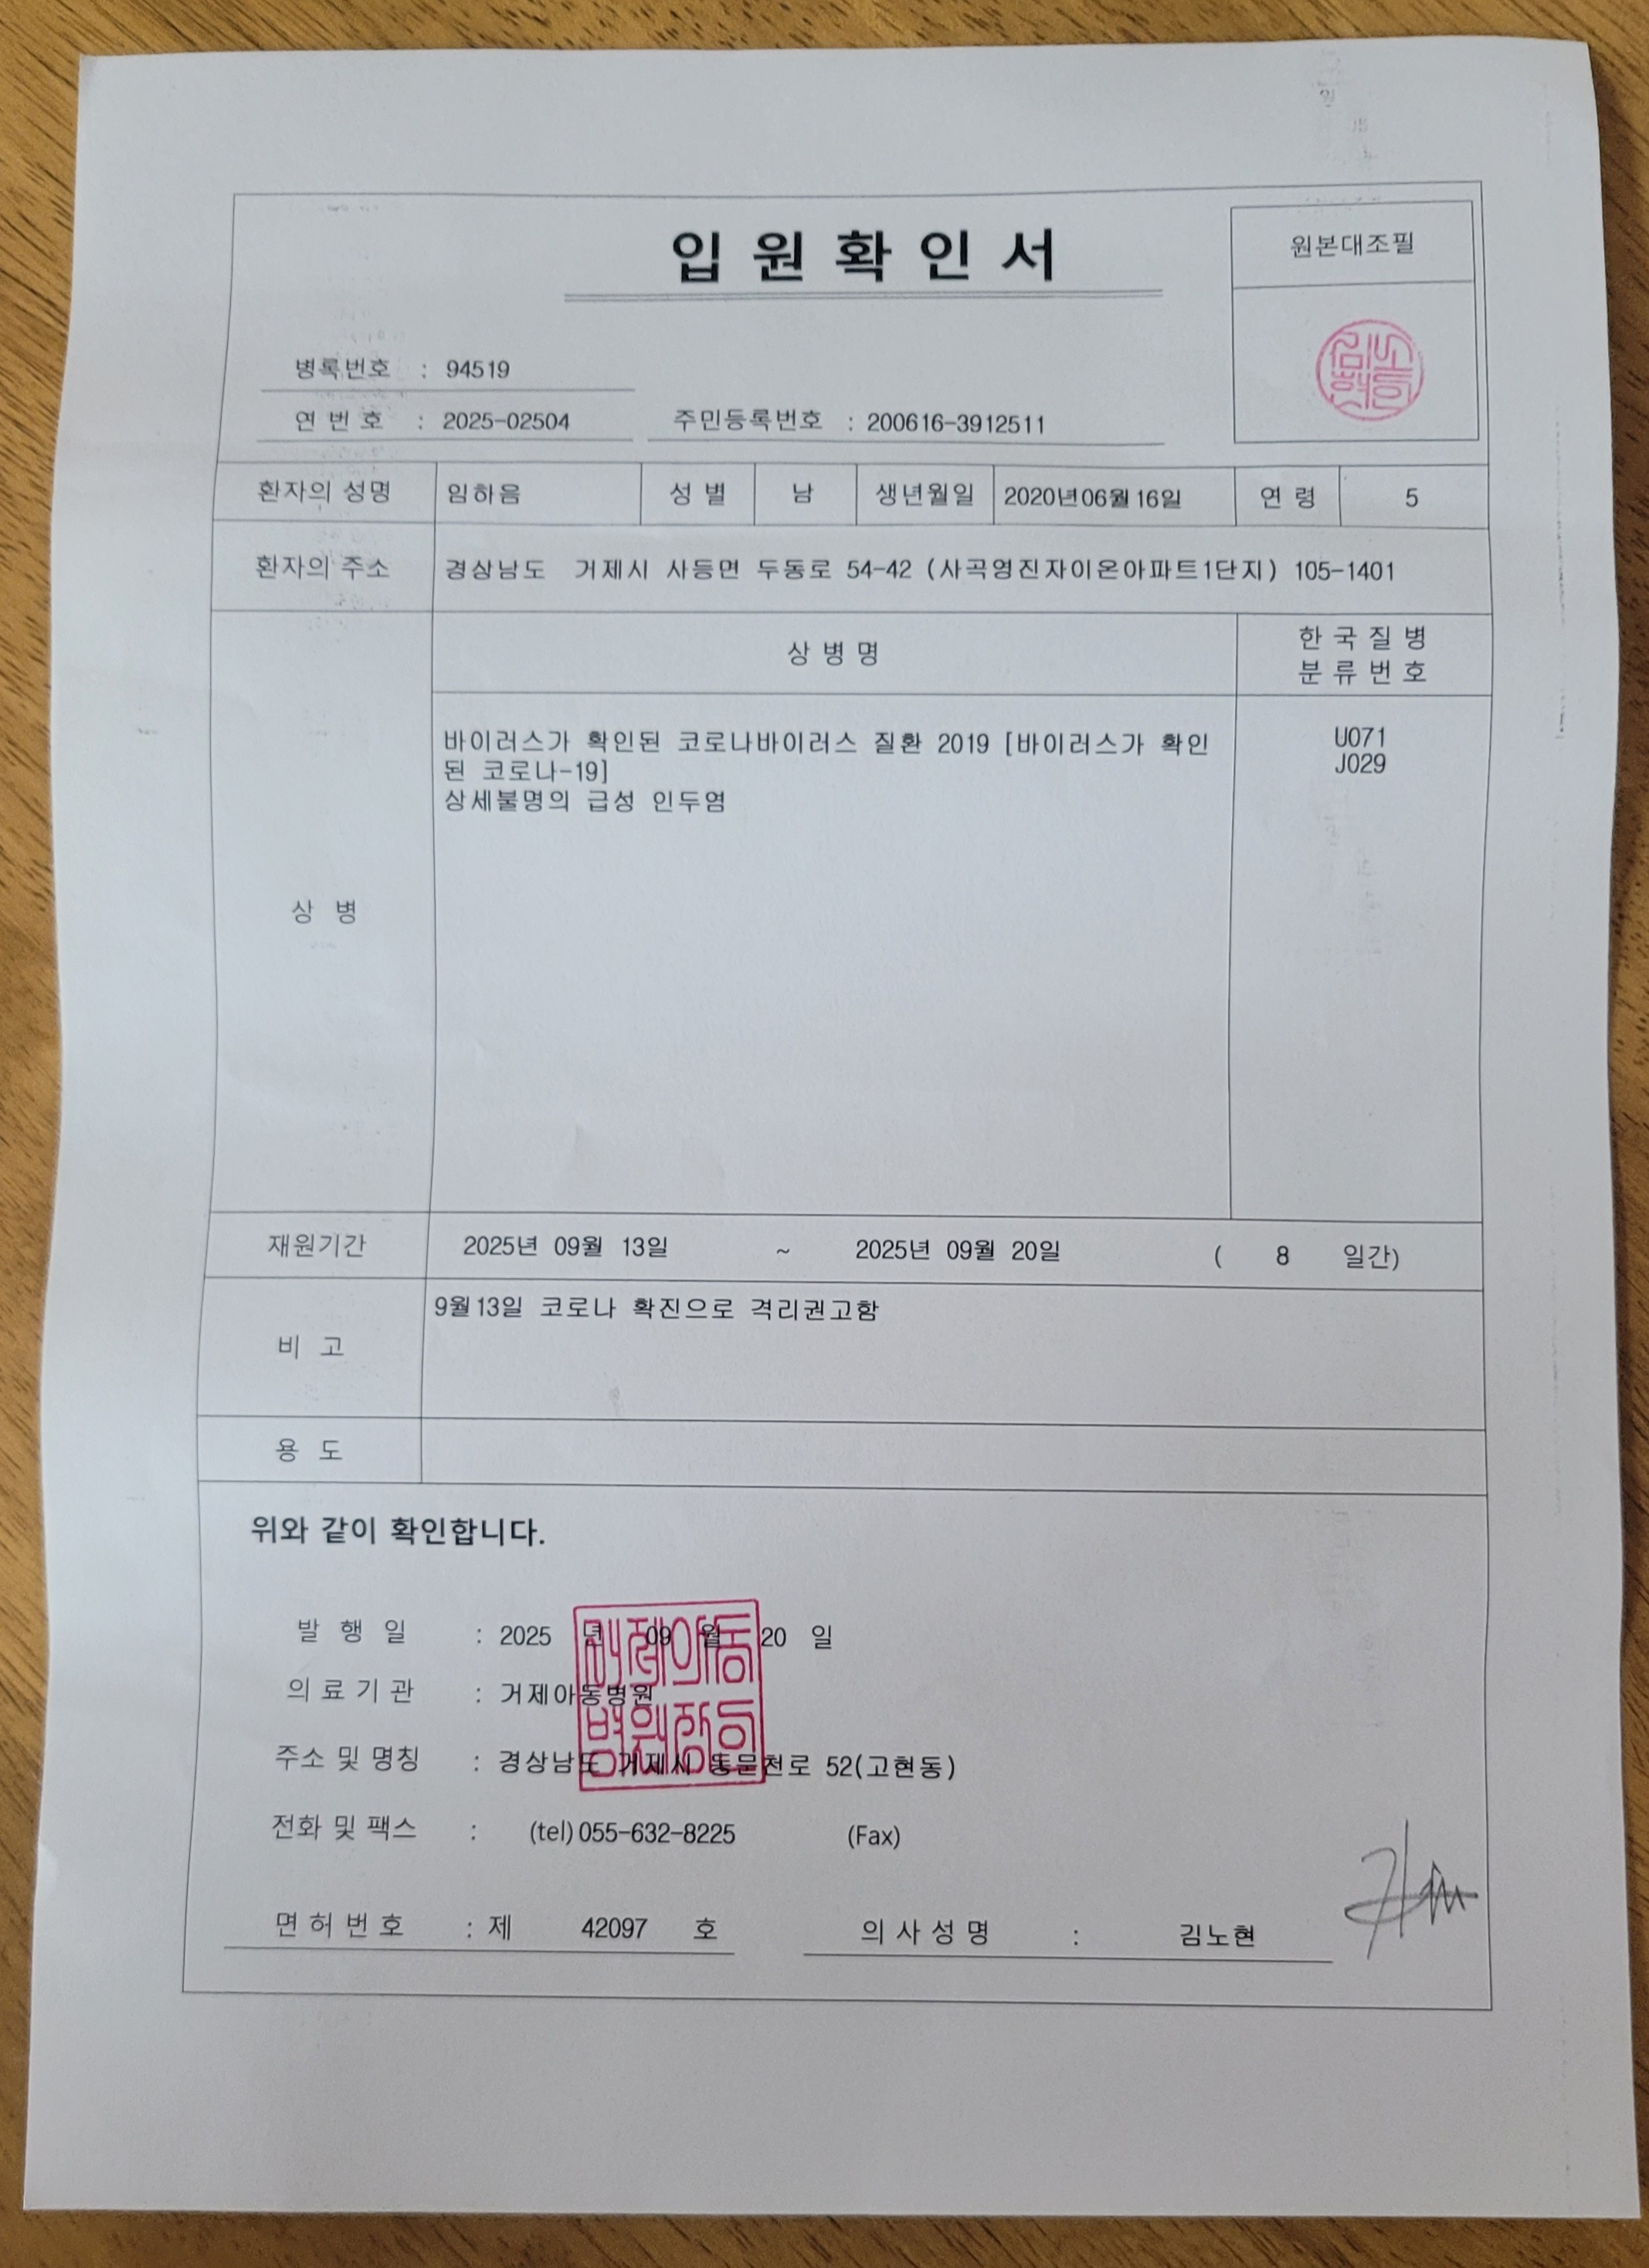 입 원 확 인 서
원본대조필
병록번호 : 94519
연 번 호 : 2025-02504 주민등록번호 : 200616-3912511
환자의 성명 임하음 성 별 남 생년월일 2020년06월16일 연 령 5
환자의 주소 경상남도 거제시 사등면 두동로 54-42 (사곡영진자이온아파트1단지) 105-1401
상 병
상 병 명
한 국 질 병
분 류 번 호
바이러스가 확인된 코로나바이러스 질환 2019 [바이러스가 확인
된 코로나-19]
상세불명의 급성 인두염
U071
J029
재원기간 2025년 09월 13일 ~ 2025년 09월 20일 ( 8 일간)
비 고 9월13일 코로나 확진으로 격리권고함
용 도
위와 같이 확인합니다.
발 행 일 : 2025 년 09 월 20 일
의 료 기 관 : 거제아동병원
주소 및 명칭 : 경상남도 거제시 동문천로 52(고현동)
전화 및 팩스 : (tel) 055-632-8225 (Fax)
면 허 번 호 : 제 42097 호 의 사 성 명 : 김노현